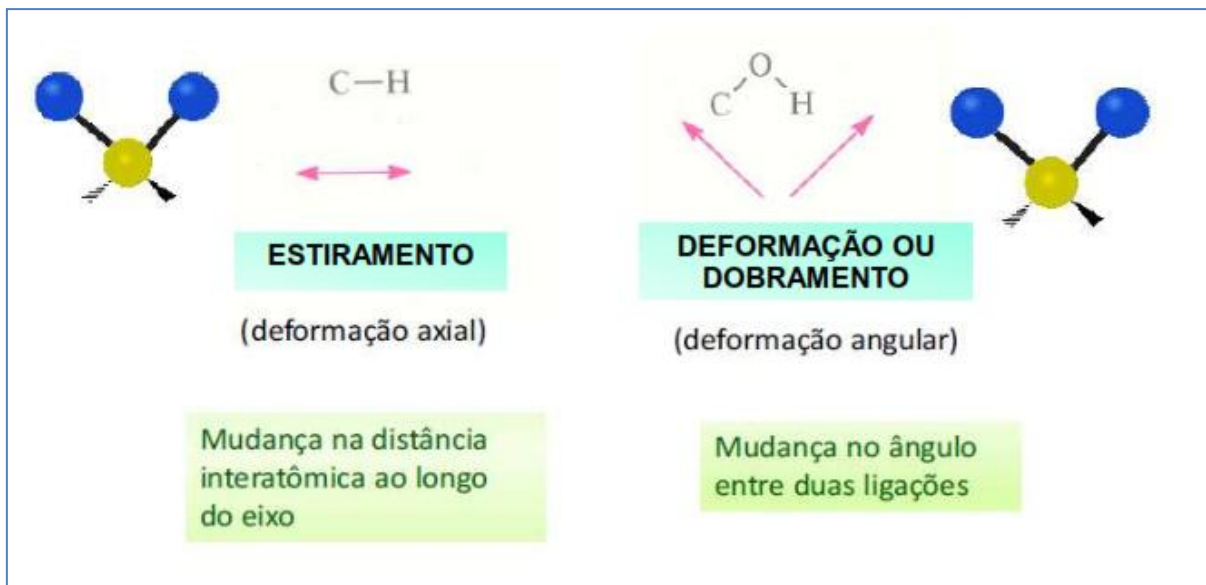 C—H
O
C H
ESTIRAMENTO
(deformação axial)
Mudança na distância
interatômica ao longo
do eixo
DEFORMAÇÃO OU
DOBRAMENTO
(deformação angular)
Mudança no ângulo
entre duas ligações